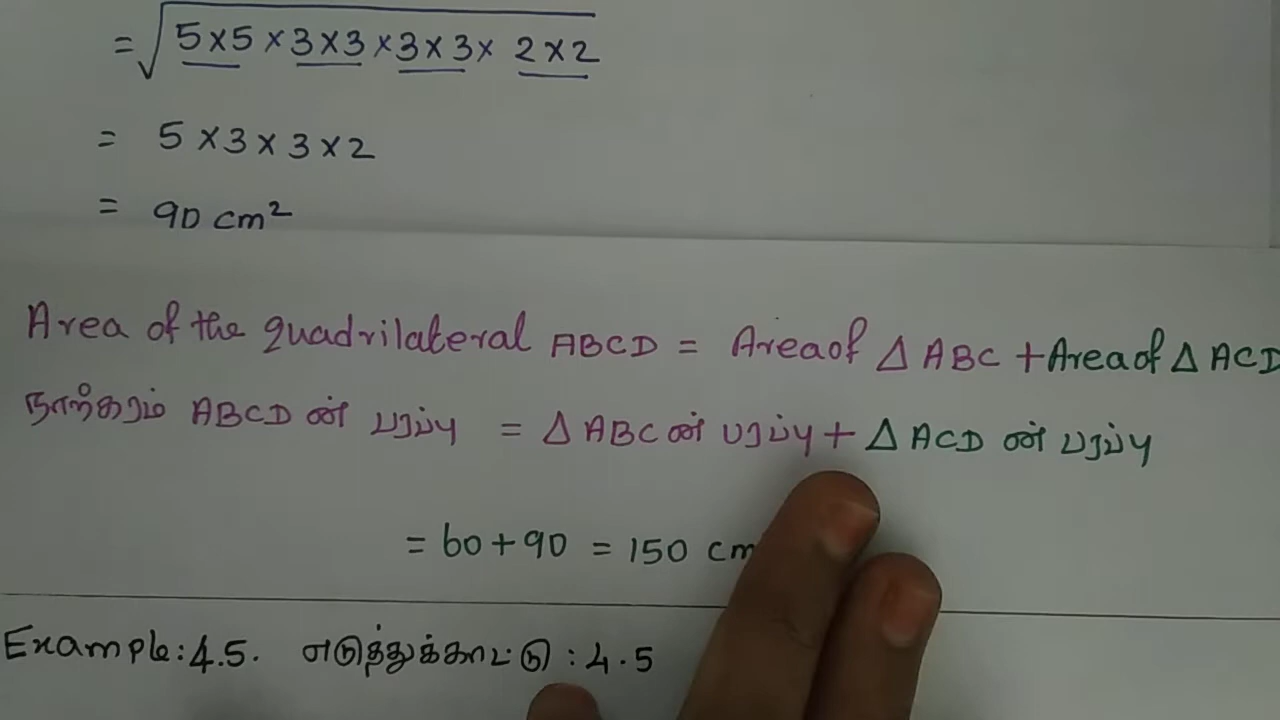 = √5×5 × 3×3 × 3×3 × 2×2
= 5×3×3×2
= 90 cm²
Area of the quadrilateral ABCD = Area of Δ ABC + Area of Δ ACD
நாற்கரம் ABCD ன் பரப்பு = Δ ABC ன் பரப்பு + Δ ACD ன் பரப்பு
= 60+90 = 150 cm
Example: 4.5. எடுத்துக்காட்டு : 4.5